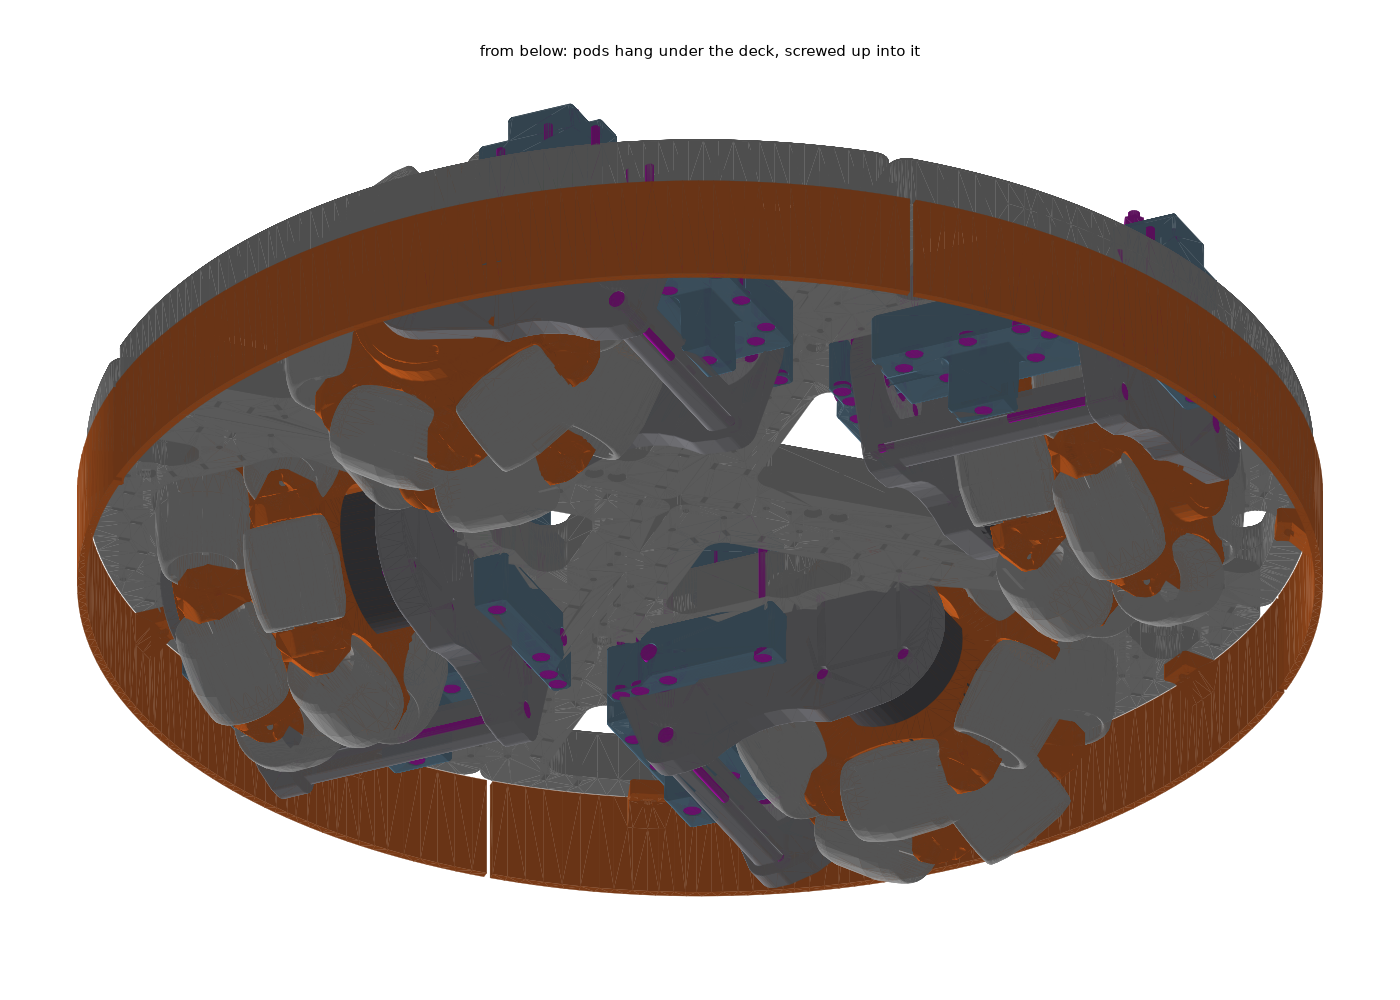 from below: pods hang under the deck, screwed up into it